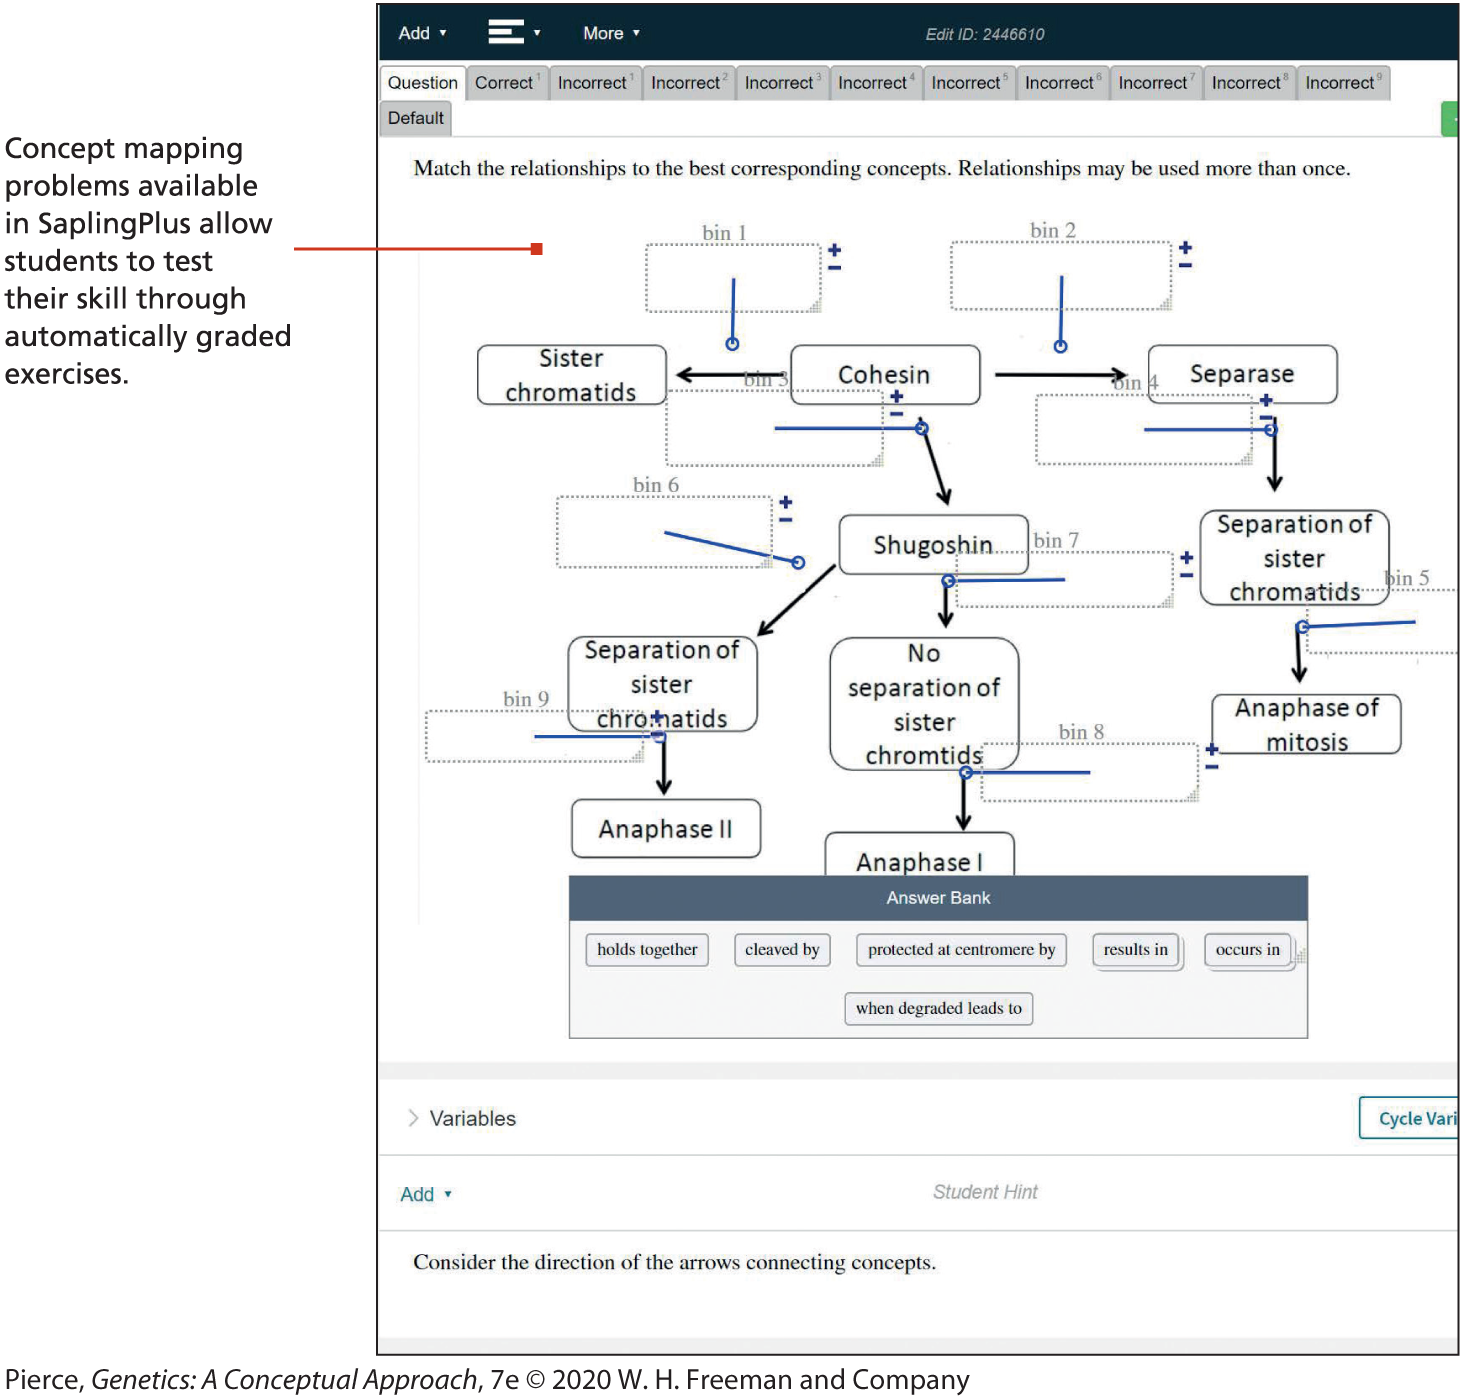 Concept mapping
problems available
in SaplingPlus allow
students to test
their skill through
automatically graded
exercises.
Add
More
Edit ID: 2446610
Question Correct 1 Incorrect 1 Incorrect 2 Incorrect 3 Incorrect 4 Incorrect 5 Incorrect 6 Incorrect 7 Incorrect 8 Incorrect 9
Default
Match the relationships to the best corresponding concepts. Relationships may be used more than once.
bin 1
bin 2
Sister
chromatids
bin 3
Cohesin
bin 4
Separase
bin 6
Shugoshin
bin 7
Separation of
sister
chromatids
bin 5
Separation of
sister
chromatids
bin 9
No
separation of
sister
chromtids
bin 8
Anaphase of
mitosis
Anaphase II
Anaphase I
Answer Bank
holds together
cleaved by
protected at centromere by
results in
occurs in
when degraded leads to
Variables
Cycle Vari
Add
Student Hint
Consider the direction of the arrows connecting concepts.
Pierce, Genetics: A Conceptual Approach, 7e © 2020 W. H. Freeman and Company